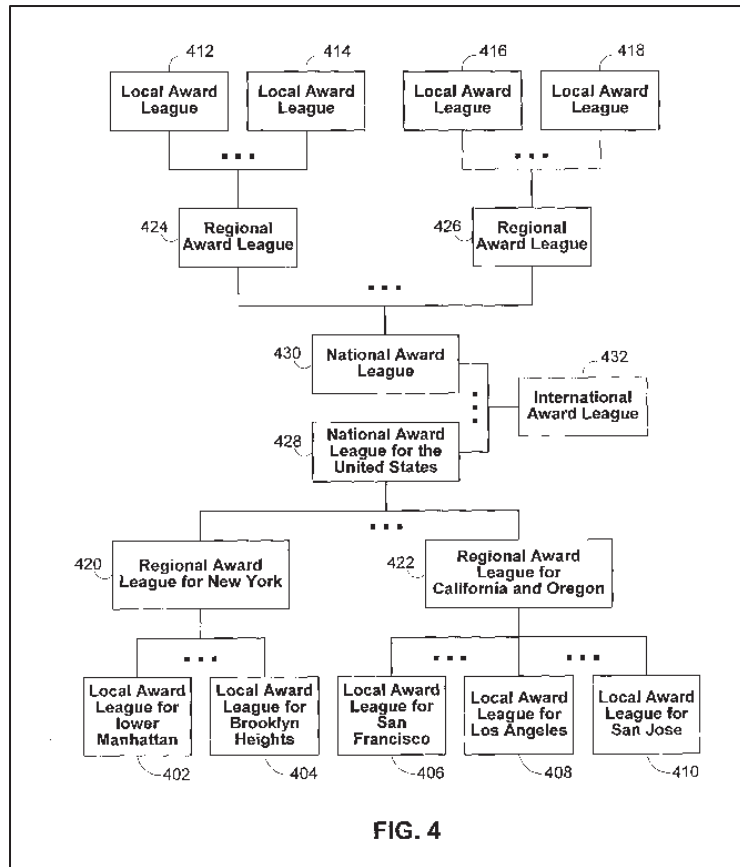 412
414
416
418
Local Award
League
Local Award
League
Local Award
League
Local Award
League
424
Regional
Award League
426
Regional
Award League
430
National Award
League
432
International
Award League
428
National Award
League for the
United States
420
Regional Award
League for New York
422
Regional Award
League for
California and Oregon
Local Award
League for
lower
Manhattan
Local Award
League for
Brooklyn
Heights
Local Award
League for
San
Francisco
Local Award
League for
Los Angeles
Local Award
League for
San Jose
402
404
406
408
410
FIG. 4